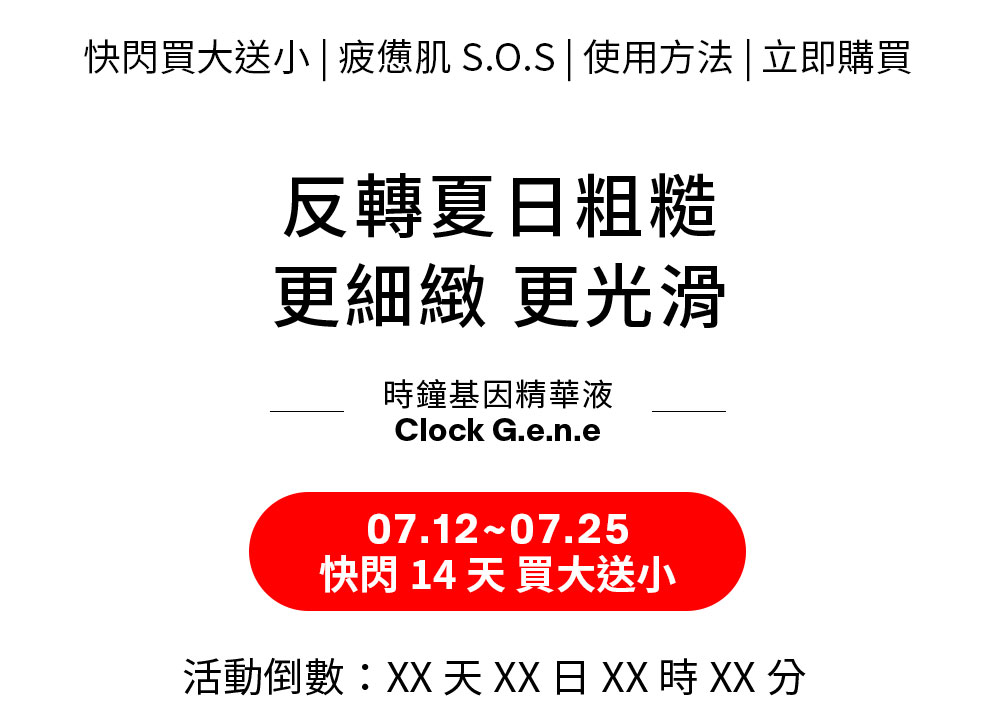 快閃買大送小 | 疲憊肌 S.O.S | 使用方法 | 立即購買
反轉夏日粗糙
更細緻 更光滑
時鐘基因精華液
Clock G.e.n.e
07.12~07.25
快閃 14 天 買大送小
活動倒數：XX 天 XX 日 XX 時 XX 分